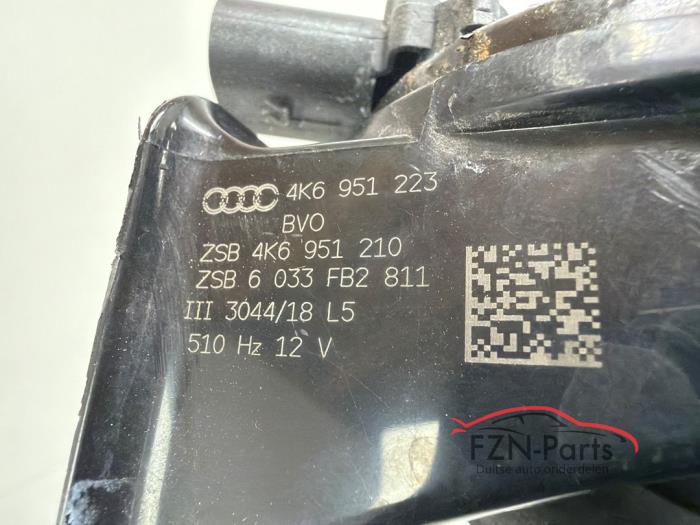 4K6 951 223
BVO
ZSB 4K6 951 210
ZSB 6 033 FB2 811
III 3044/18 L5
510 Hz 12 V
FZN-Parts
Duitse auto onderdelen